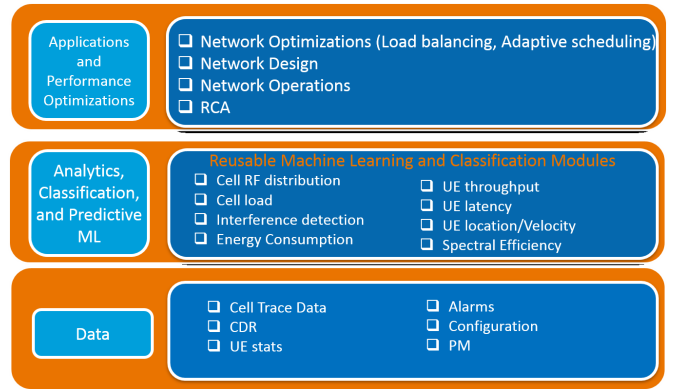 Applications
and
Performance
Optimizations
❑ Network Optimizations (Load balancing, Adaptive scheduling)
❑ Network Design
❑ Network Operations
❑ RCA
Analytics,
Classification,
and Predictive
ML
Reusable Machine Learning and Classification Modules
❑ Cell RF distribution
❑ Cell load
❑ Interference detection
❑ Energy Consumption
❑ UE throughput
❑ UE latency
❑ UE location/Velocity
❑ Spectral Efficiency
Data
❑ Cell Trace Data
❑ CDR
❑ UE stats
❑ Alarms
❑ Configuration
❑ PM